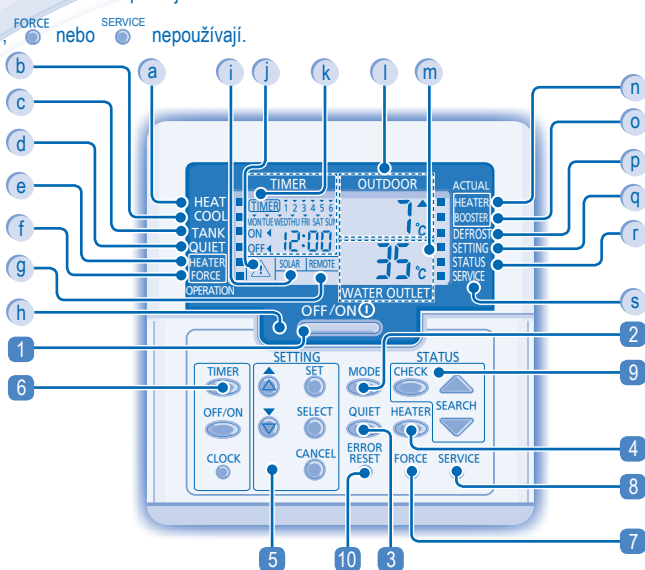 FORCE SERVICE
, nebo nepoužívají.
j
b a i k l m
n
c
o
d
p
e
q
f
r
g
s
h
TIMER OUTDOOR ACTUAL
HEAT
COOL
TANK
QUIET
HEATER
FORCE
OPERATION
TIMER 1 2 3 4 5 6
MON TUE WED THU FRI SAT SUN
ON
OFF 12:00
SOLAR REMOTE
7 °C
35 °C
WATER OUTLET
HEATER
BOOSTER
DEFROST
SETTING
STATUS
SERVICE
OFF/ON
1
2
SETTING STATUS
6
9
TIMER SET MODE CHECK
SEARCH
OFF/ON SELECT QUIET HEATER
4
CLOCK CANCEL ERROR
RESET FORCE SERVICE
8
7
5 10 3